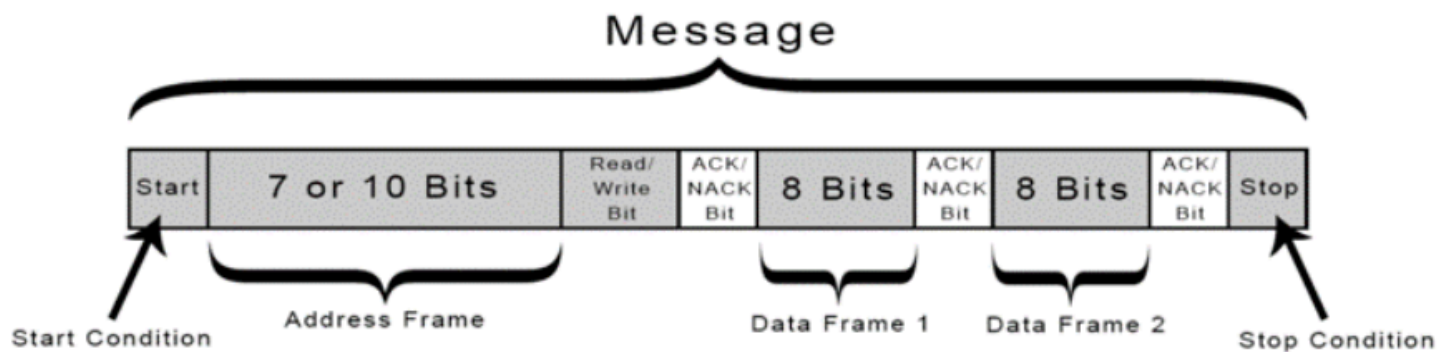 Message
Start
7 or 10 Bits
Read/
Write
Bit
ACK/
NACK
Bit
8 Bits
ACK/
NACK
Bit
8 Bits
ACK/
NACK
Bit
Stop
Start Condition
Address Frame
Data Frame 1
Data Frame 2
Stop Condition